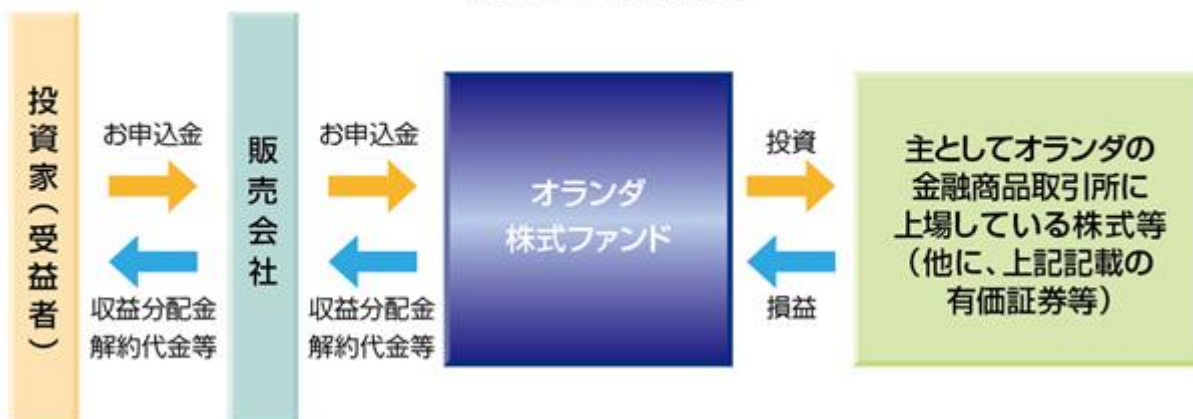 投資家（受益者）
お申込金
収益分配金
解約代金等
販売会社
お申込金
収益分配金
解約代金等
オランダ
株式ファンド
投資
損益
主としてオランダの
金融商品取引所に
上場している株式等
（他に、上記記載の
有価証券等）